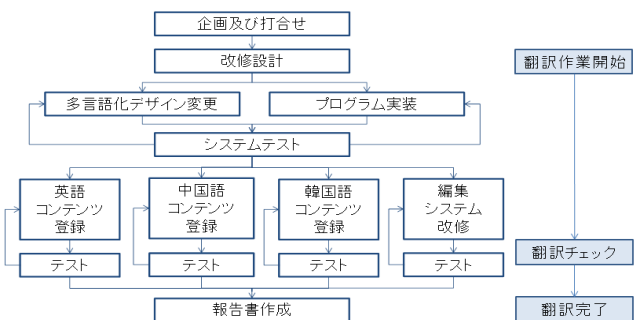 企画及び打合せ
改修設計
多言語化デザイン変更
プログラム実装
システムテスト
英語
コンテンツ
登録
中国語
コンテンツ
登録
韓国語
コンテンツ
登録
編集
システム
改修
テスト
テスト
テスト
テスト
報告書作成
翻訳作業開始
翻訳チェック
翻訳完了